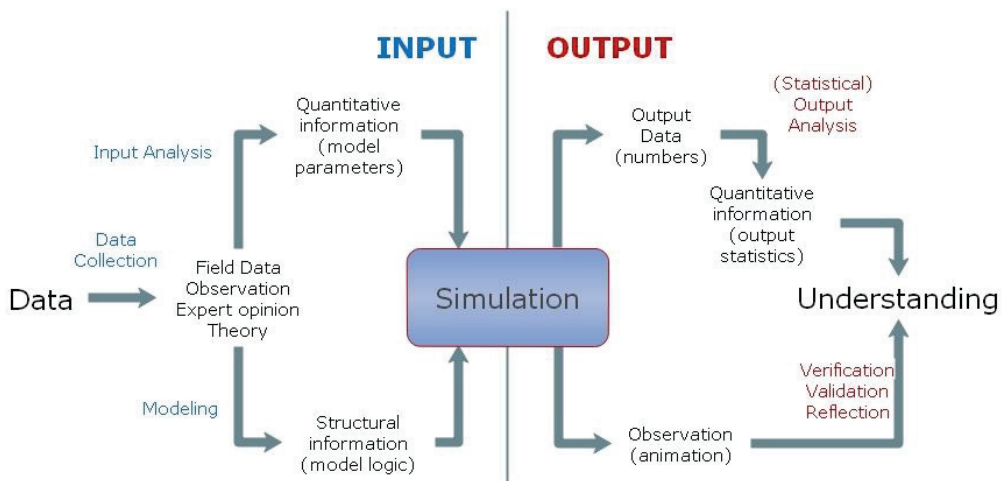 INPUT
OUTPUT
Input Analysis
Quantitative
information
(model
parameters)
Data
Collection
Data
Field Data
Observation
Expert opinion
Theory
Modeling
Structural
information
(model logic)
Simulation
Output
Data
(numbers)
(Statistical)
Output
Analysis
Quantitative
information
(output
statistics)
Understanding
Verification
Validation
Reflection
Observation
(animation)